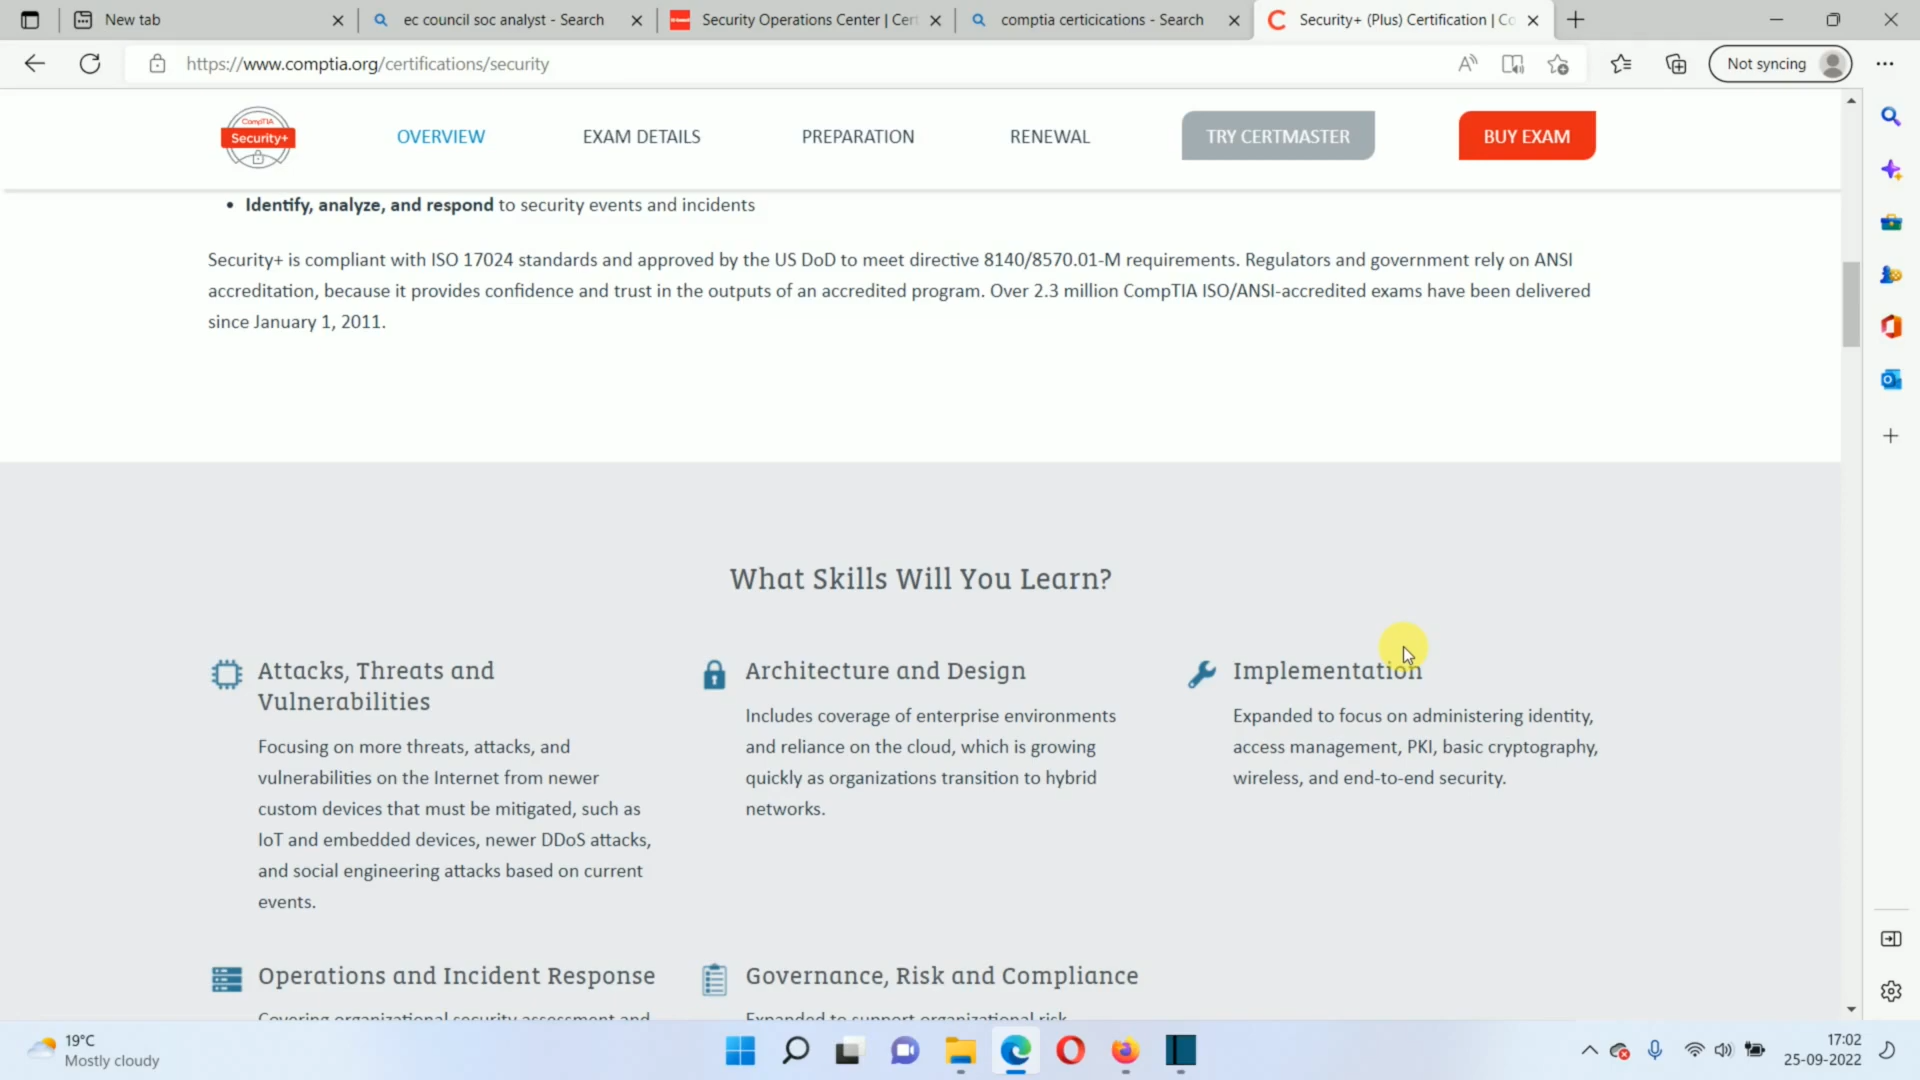 New tab
ec council soc analyst - Search
Security Operations Center | Cer
comptia certicications - Search
Security+ (Plus) Certification | Co
https://www.comptia.org/certifications/security
Not syncing
CompTIA
Security+
OVERVIEW
EXAM DETAILS
PREPARATION
RENEWAL
TRY CERTMASTER
BUY EXAM
• Identify, analyze, and respond to security events and incidents
Security+ is compliant with ISO 17024 standards and approved by the US DoD to meet directive 8140/8570.01-M requirements. Regulators and government rely on ANSI
accreditation, because it provides confidence and trust in the outputs of an accredited program. Over 2.3 million CompTIA ISO/ANSI-accredited exams have been delivered
since January 1, 2011.
What Skills Will You Learn?
Attacks, Threats and
Vulnerabilities
Focusing on more threats, attacks, and
vulnerabilities on the Internet from newer
custom devices that must be mitigated, such as
IoT and embedded devices, newer DDoS attacks,
and social engineering attacks based on current
events.
Architecture and Design
Includes coverage of enterprise environments
and reliance on the cloud, which is growing
quickly as organizations transition to hybrid
networks.
Implementation
Expanded to focus on administering identity,
access management, PKI, basic cryptography,
wireless, and end-to-end security.
Operations and Incident Response
Covering organizational security assessment and
Governance, Risk and Compliance
Expanded to support organizational risk
19°C
Mostly cloudy
17:02
25-09-2022